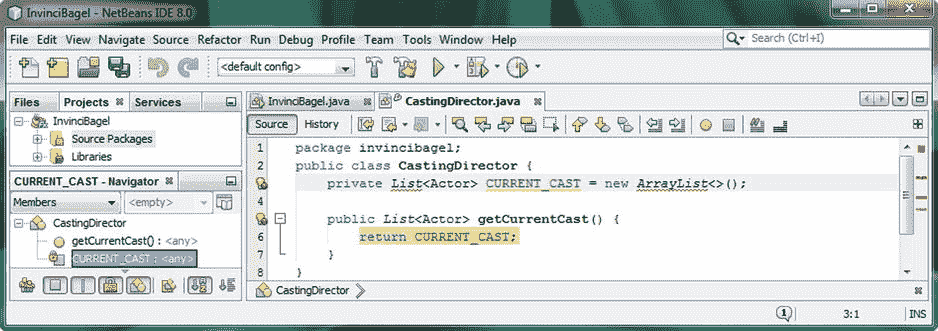 InvinciBagel - NetBeans IDE 8.0
File Edit View Navigate Source Refactor Run Debug Profile Team Tools Window Help
Search (Ctrl+I)
<default config>
Files Projects Services
InvinciBagel
Source Packages
Libraries
CURRENT_CAST - Navigator
Members <empty>
CastingDirector
getCurrentCast() : <any>
CURRENT_CAST : <any>
InvinciBagel.java CastingDirector.java
Source History
1 package invincibagel;
2 public class CastingDirector {
private List<Actor> CURRENT_CAST = new ArrayList<>();
4
public List<Actor> getCurrentCast() {
6 return CURRENT_CAST;
7 }
8 }
CastingDirector
1 3:1 INS